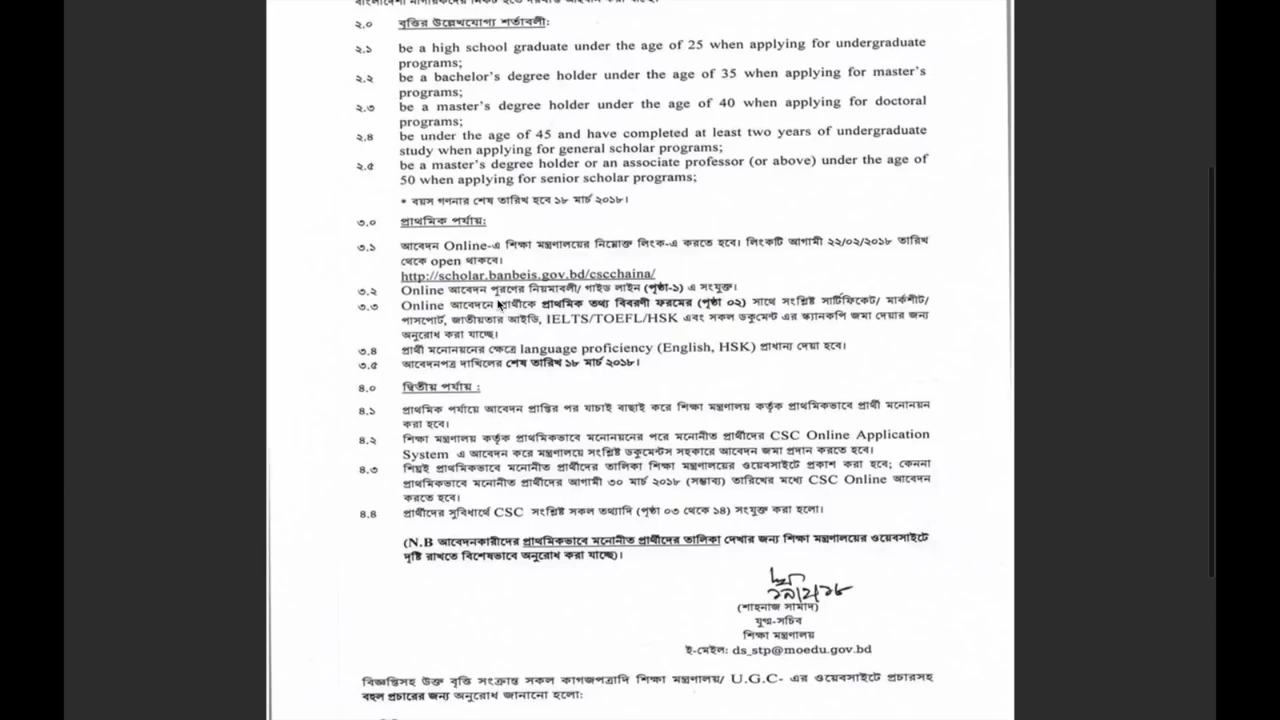 ২.০ বৃত্তির উল্লেখযোগ্য শর্তাবলী:
২.১ be a high school graduate under the age of 25 when applying for undergraduate
programs;
২.২ be a bachelor's degree holder under the age of 35 when applying for master's
programs;
২.৩ be a master's degree holder under the age of 40 when applying for doctoral
programs;
২.৪ be under the age of 45 and have completed at least two years of undergraduate
study when applying for general scholar programs;
২.৫ be a master's degree holder or an associate professor (or above) under the age of
50 when applying for senior scholar programs;
* বয়স গণনার শেষ তারিখ হবে ১৮ মার্চ ২০১৮।
৩.০ প্রাথমিক পর্যায়:
৩.১ আবেদন Online-এ শিক্ষা মন্ত্রণালয়ের নিম্নোক্ত লিংক-এ করতে হবে। লিংকটি আগামী ২২/০২/২০১৮ তারিখ
থেকে open থাকবে।
http://scholar.banbeis.gov.bd/cscchaina/
৩.২ Online আবেদন পূরণের নিয়মাবলী/ গাইড লাইন (পৃষ্ঠা-১) এ সংযুক্ত।
৩.৩ Online আবেদনে প্রার্থীকে প্রাথমিক তথ্য বিবরণী ফরমের (পৃষ্ঠা ০২) সাথে সংশ্লিষ্ট সার্টিফিকেট/ মার্কশীট/
পাসপোর্ট, জাতীয়তার আইডি, IELTS/TOEFL/HSK এবং সকল ডকুমেন্ট এর স্ক্যানকপি জমা দেয়ার জন্য
অনুরোধ করা যাচ্ছে।
৩.৪ প্রার্থী মনোনয়নের ক্ষেত্রে language proficiency (English, HSK) প্রাধান্য দেয়া হবে।
৩.৫ আবেদনপত্র দাখিলের শেষ তারিখ ১৮ মার্চ ২০১৮।
৪.০ দ্বিতীয় পর্যায় :
৪.১ প্রাথমিক পর্যায়ে আবেদন প্রাপ্তির পর যাচাই বাছাই করে শিক্ষা মন্ত্রণালয় কর্তৃক প্রাথমিকভাবে প্রার্থী মনোনয়ন
করা হবে।
৪.২ শিক্ষা মন্ত্রণালয় কর্তৃক প্রাথমিকভাবে মনোনয়নের পরে মনোনীত প্রার্থীদের CSC Online Application
System এ আবেদন করে মন্ত্রণালয়ে সংশ্লিষ্ট ডকুমেন্টস সহকারে আবেদন জমা প্রদান করতে হবে।
৪.৩ শিঘ্রই প্রাথমিকভাবে মনোনীত প্রার্থীদের তালিকা শিক্ষা মন্ত্রণালয়ের ওয়েবসাইটে প্রকাশ করা হবে; কেননা
প্রাথমিকভাবে মনোনীত প্রার্থীদের আগামী ৩০ মার্চ ২০১৮ (সম্ভাব্য) তারিখের মধ্যে CSC Online আবেদন
করতে হবে।
৪.৪ প্রার্থীদের সুবিধার্থে CSC সংশ্লিষ্ট সকল তথ্যাদি (পৃষ্ঠা ০৩ থেকে ১৪) সংযুক্ত করা হলো।
(N.B আবেদনকারীদের প্রাথমিকভাবে মনোনীত প্রার্থীদের তালিকা দেখার জন্য শিক্ষা মন্ত্রণালয়ের ওয়েবসাইটে
দৃষ্টি রাখতে বিশেষভাবে অনুরোধ করা যাচ্ছে)।
(শাহনাজ সামাদ)
যুগ্ম-সচিব
শিক্ষা মন্ত্রণালয়
ই-মেইল: ds_stp@moedu.gov.bd
বিজ্ঞপ্তিসহ উক্ত বৃত্তি সংক্রান্ত সকল কাগজপত্রাদি শিক্ষা মন্ত্রণালয়/ U.G.C- এর ওয়েবসাইটে প্রচারসহ
বহুল প্রচারের জন্য অনুরোধ জানানো হলো: